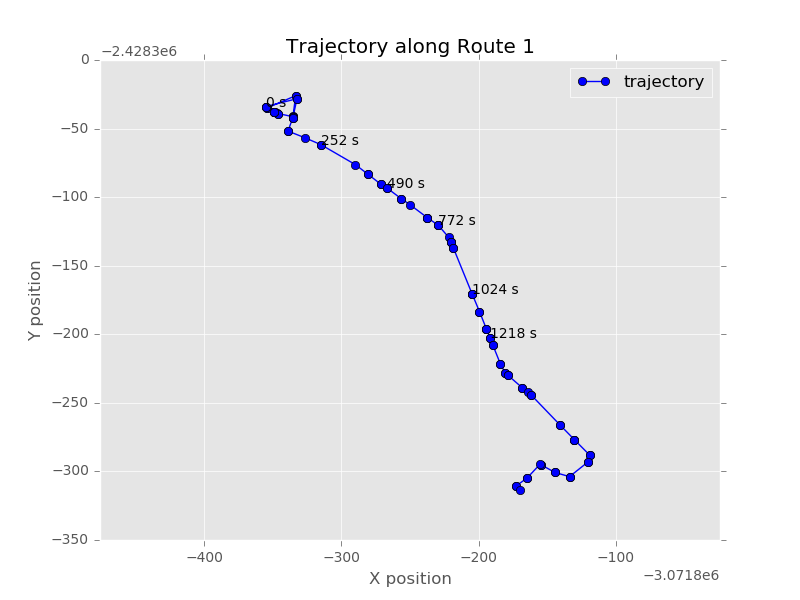 Trajectory along Route 1
−2.4283e6
trajectory
0
−50
−100
−150
−200
−250
−300
−350
Y position
0 s
252 s
490 s
772 s
1024 s
1218 s
−400
−300
−200
−100
X position
−3.0718e6